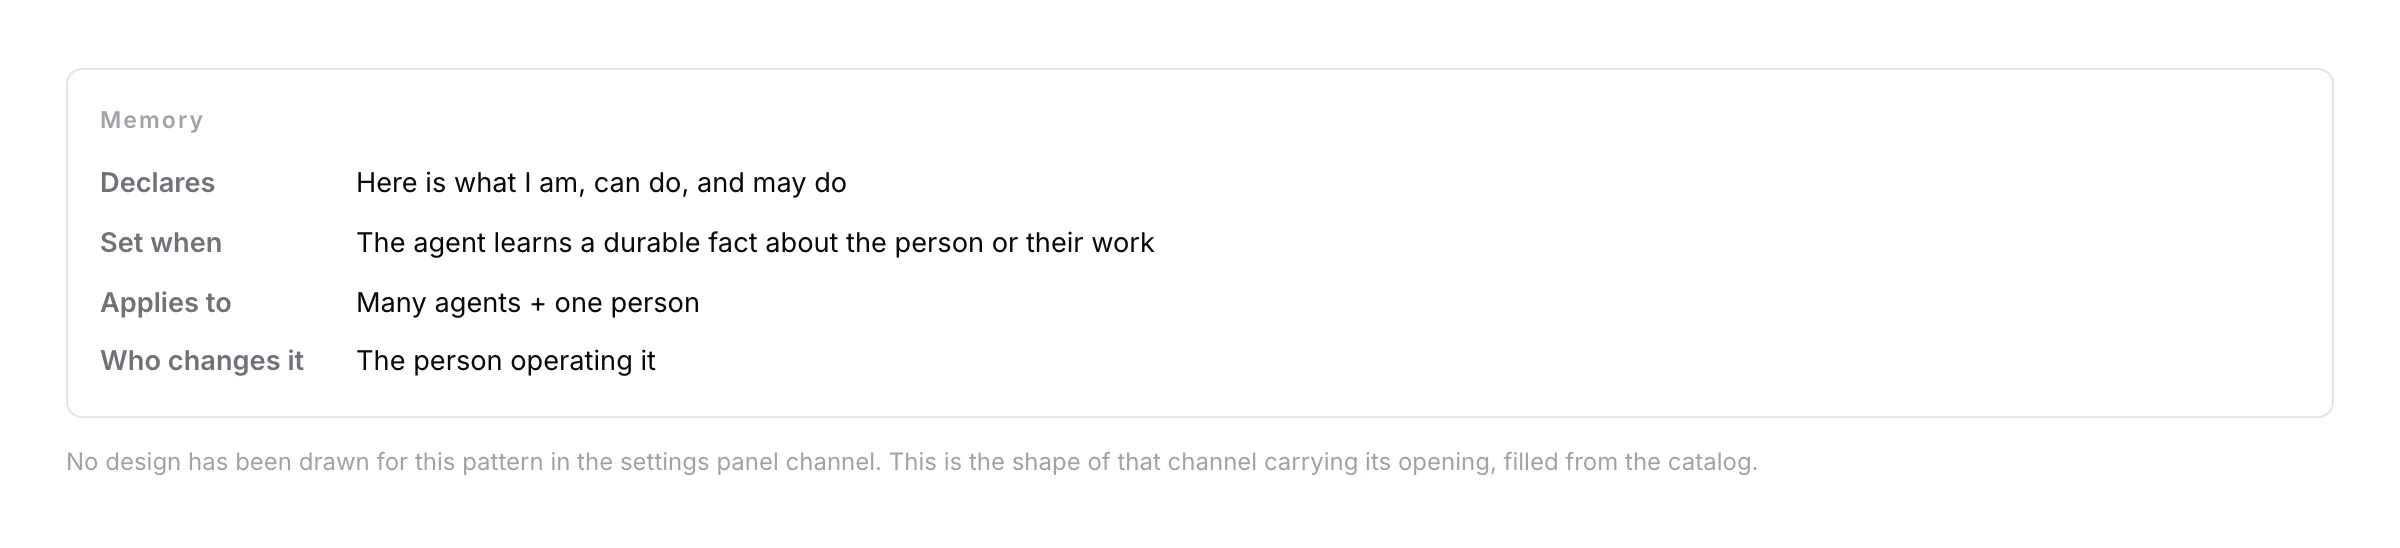 Memory
Declares Here is what I am, can do, and may do
Set when The agent learns a durable fact about the person or their work
Applies to Many agents + one person
Who changes it The person operating it
No design has been drawn for this pattern in the settings panel channel. This is the shape of that channel carrying its opening, filled from the catalog.